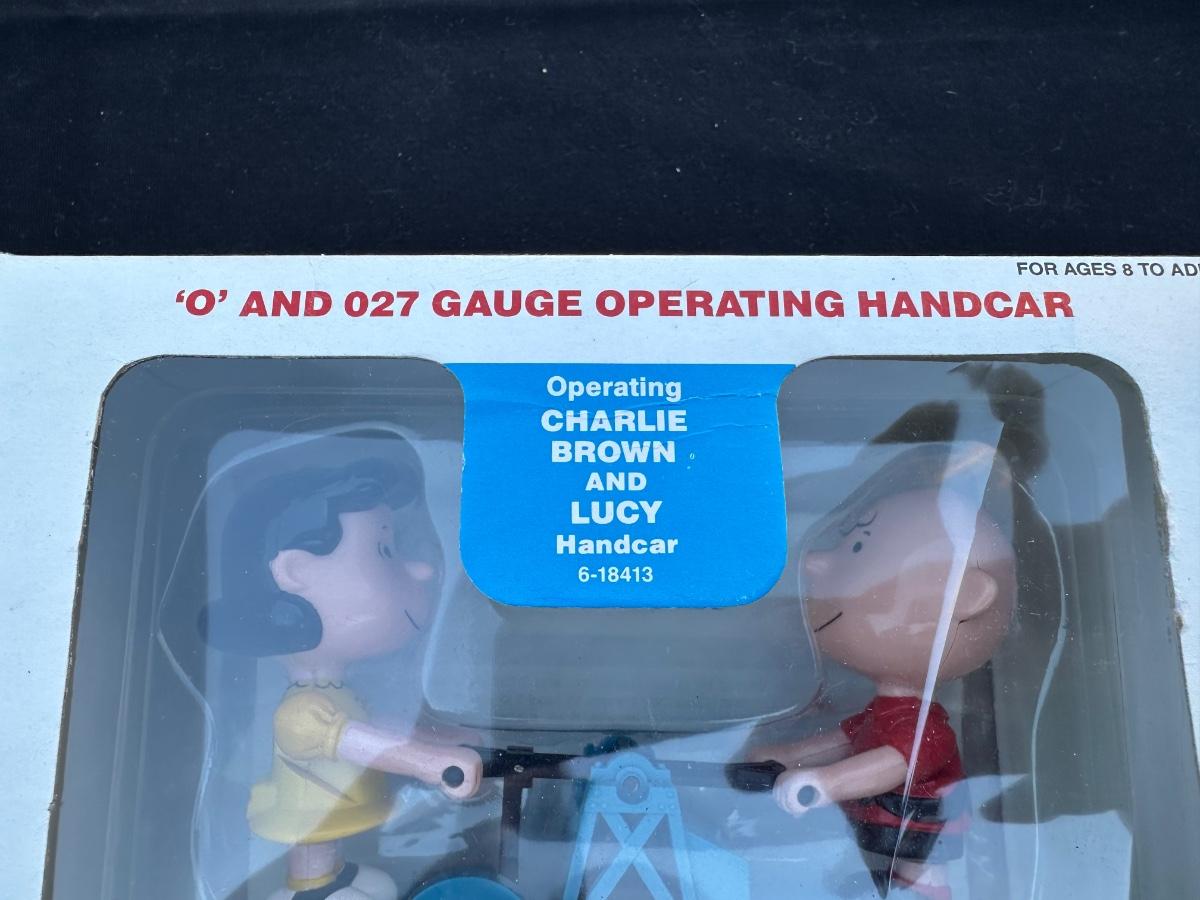 FOR AGES 8 TO
‘O’ AND 027 GAUGE OPERATING HANDCAR
Operating
CHARLIE
BROWN
AND
LUCY
Handcar
6-18413